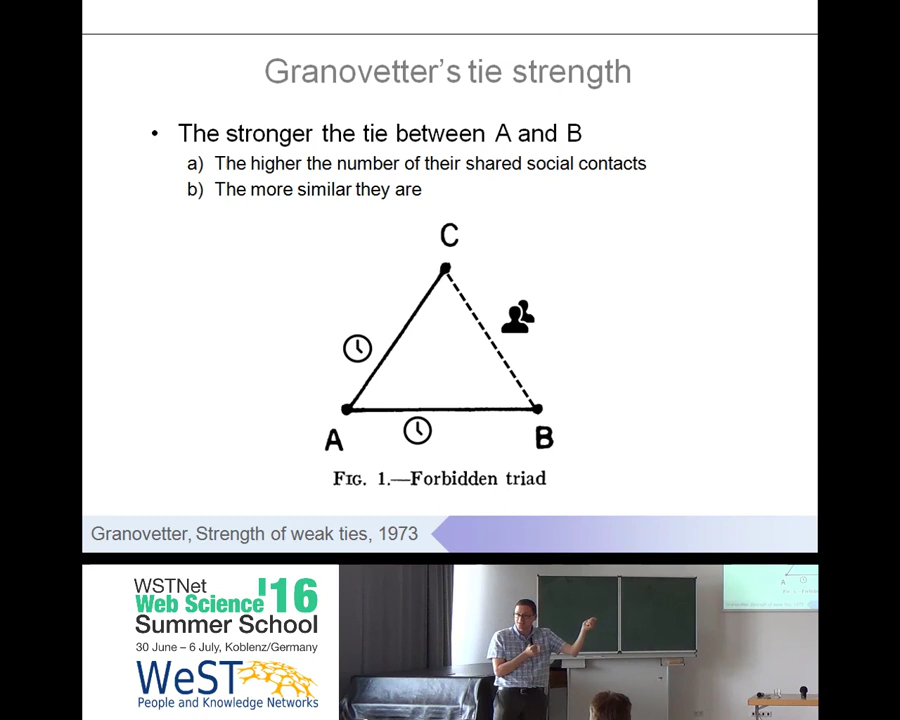 Granovetter's tie strength
• The stronger the tie between A and B
a) The higher the number of their shared social contacts
b) The more similar they are
C
A
B
FIG. 1.—Forbidden triad
Granovetter, Strength of weak ties, 1973
WSTNet
Web Science '16
Summer School
30 June – 6 July, Koblenz/Germany
WeST
People and Knowledge Networks